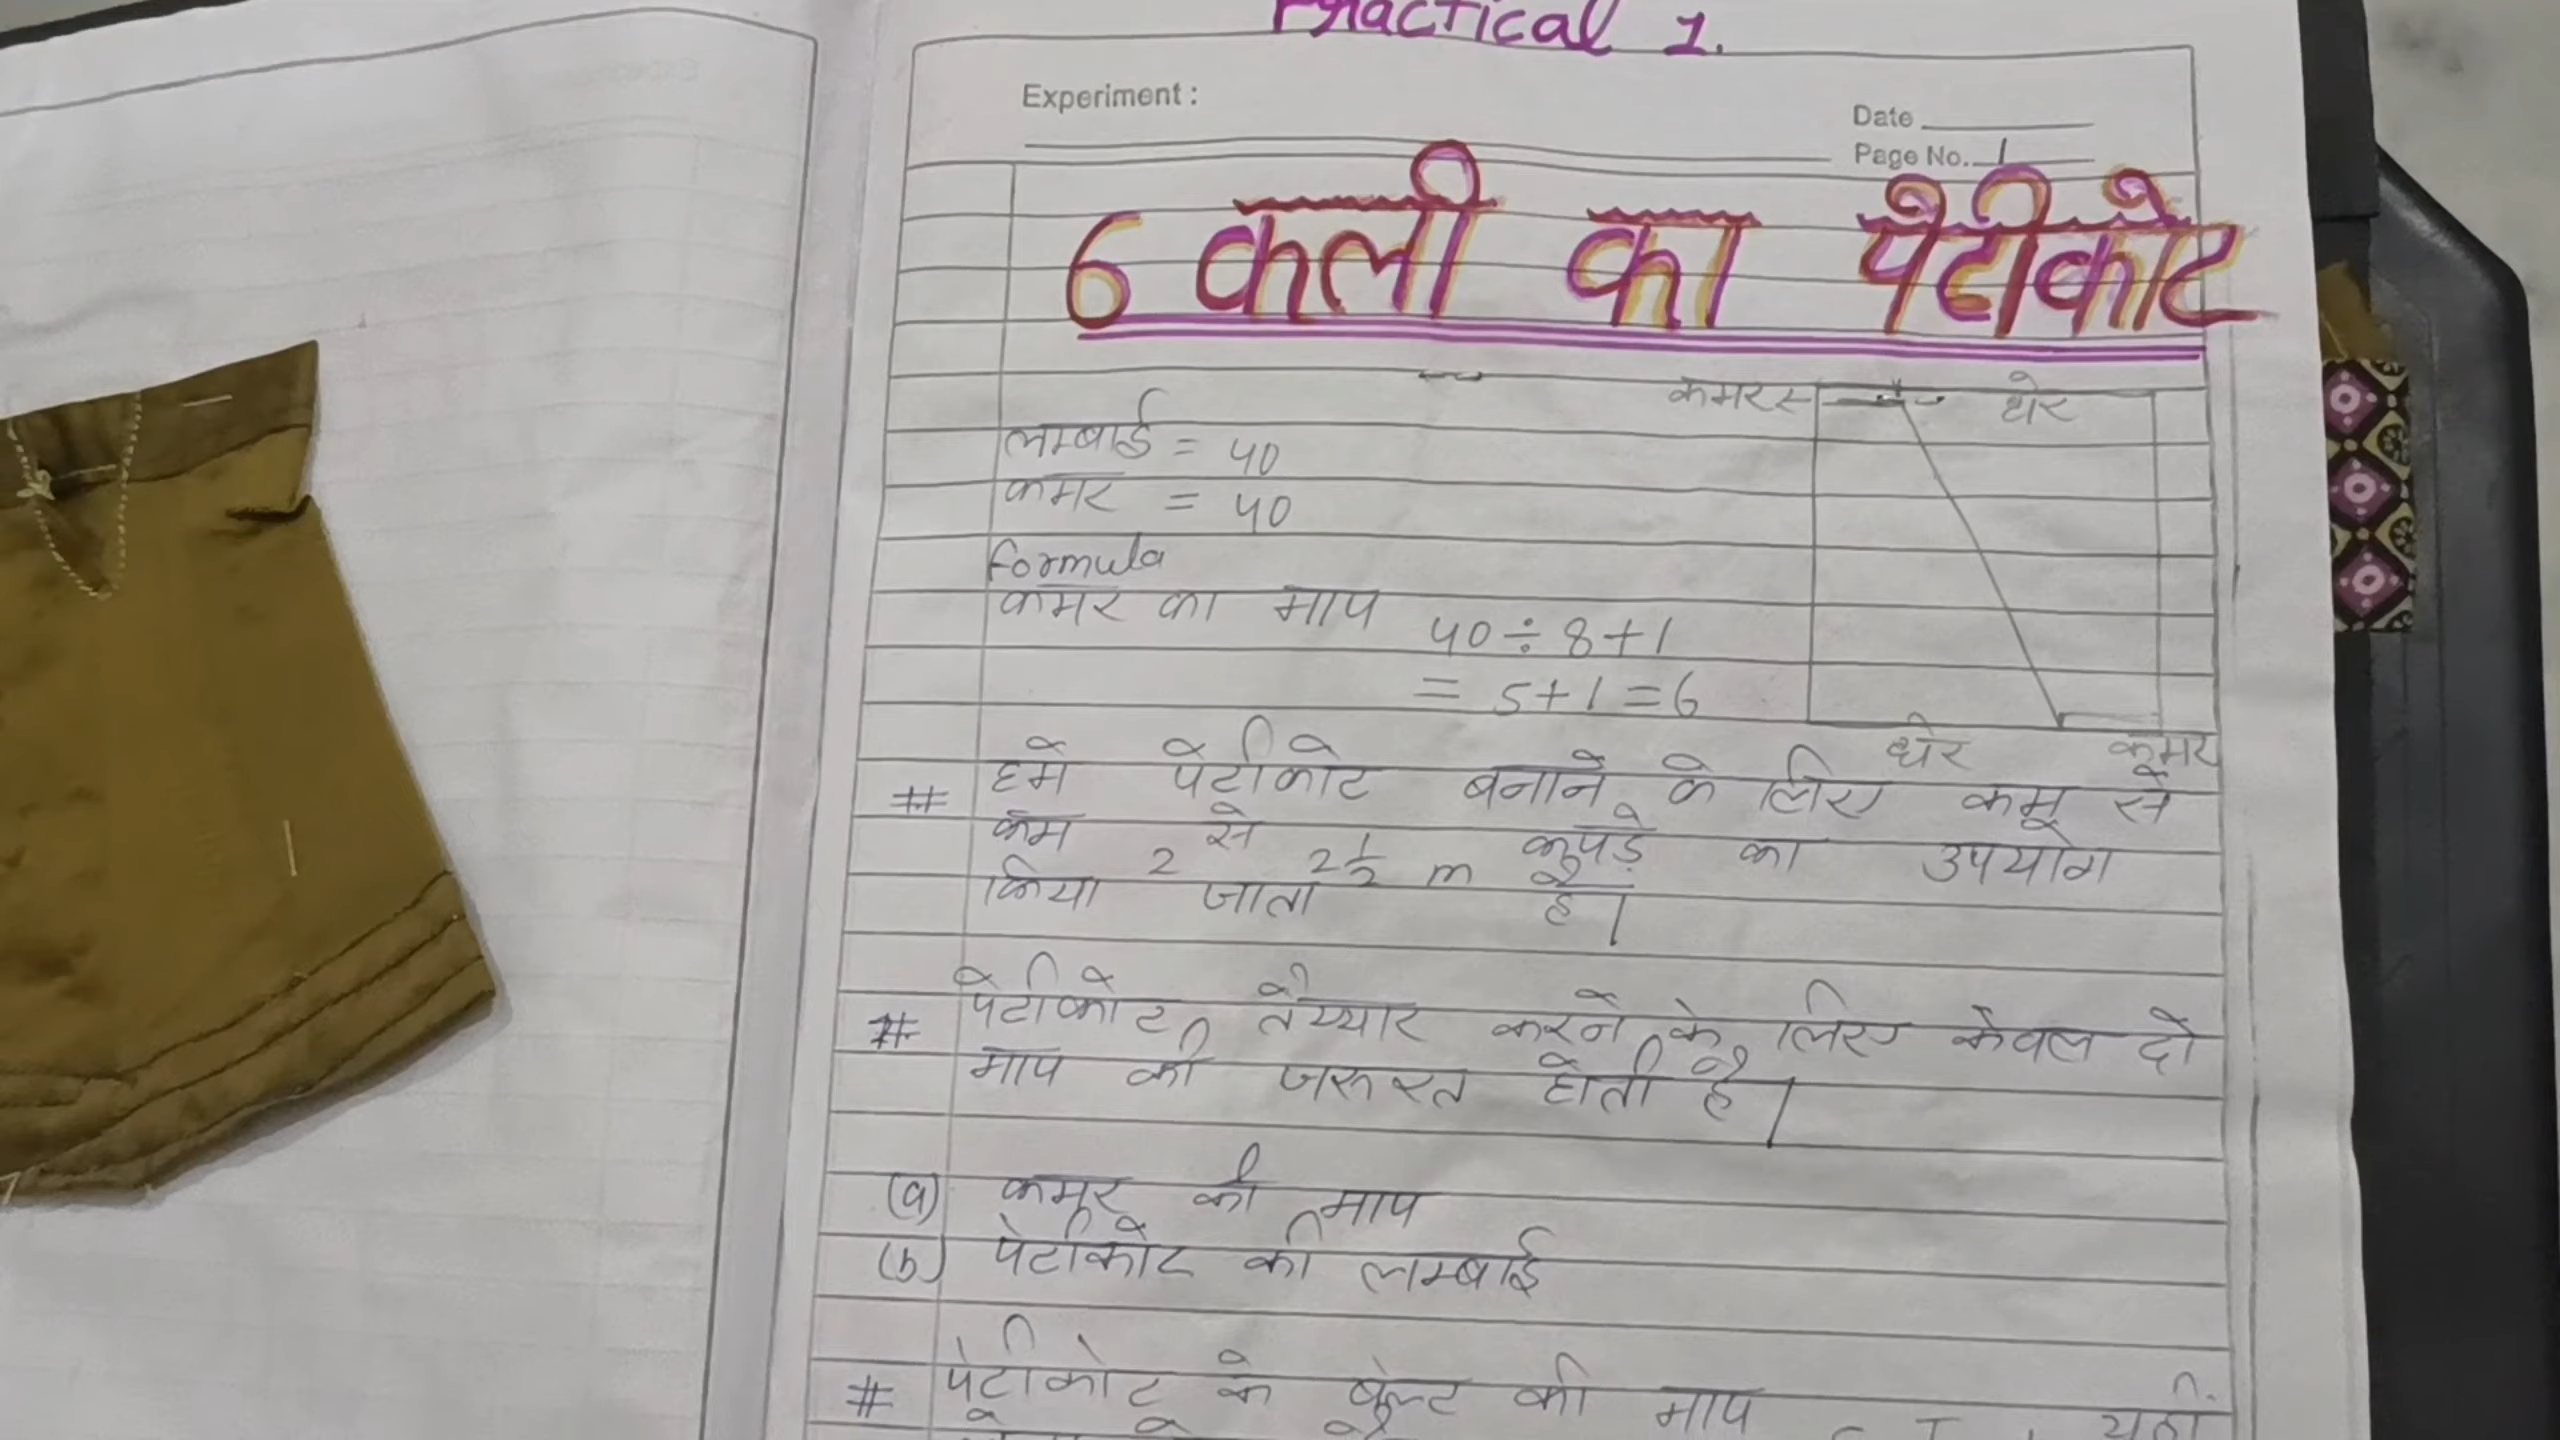 Practical 1.
Experiment :
Date
Page No. 1
6 कली का पेटीकोट
कमर
घेर
लम्बाई = 40
कमर = 40
formula
कमर का माप 40 ÷ 8 + 1
= 5 + 1 = 6
घेर कमर
# हमे पेटीकोट बनाने के लिए कम से
कम 2 से 2½ m कपड़े का उपयोग
किया जाता है।
# पेटीकोट तैय्यार करने के लिए केवल दो
माप की जरूरत होती है।
(a) कमर की माप
(b) पेटीकोट की लम्बाई
# पेटीकोट के बेल्ट की माप